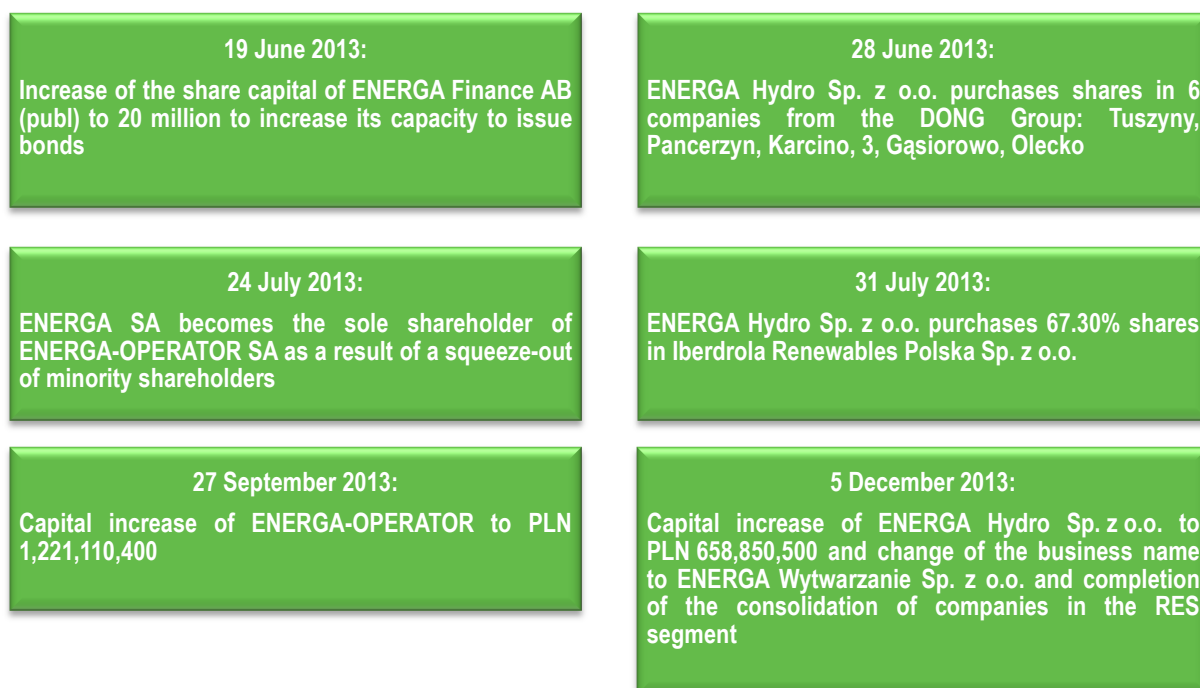 19 June 2013:
Increase of the share capital of ENERGA Finance AB
(publ) to 20 million to increase its capacity to issue
bonds
28 June 2013:
ENERGA Hydro Sp. z o.o. purchases shares in 6
companies from the DONG Group: Tuszyny,
Pancerzyn, Karcino, 3, Gąsiorowo, Olecko
24 July 2013:
ENERGA SA becomes the sole shareholder of
ENERGA-OPERATOR SA as a result of a squeeze-out
of minority shareholders
31 July 2013:
ENERGA Hydro Sp. z o.o. purchases 67.30% shares
in Iberdrola Renewables Polska Sp. z o.o.
27 September 2013:
Capital increase of ENERGA-OPERATOR to PLN
1,221,110,400
5 December 2013:
Capital increase of ENERGA Hydro Sp. z o.o. to
PLN 658,850,500 and change of the business name
to ENERGA Wytwarzanie Sp. z o.o. and completion
of the consolidation of companies in the RES
segment